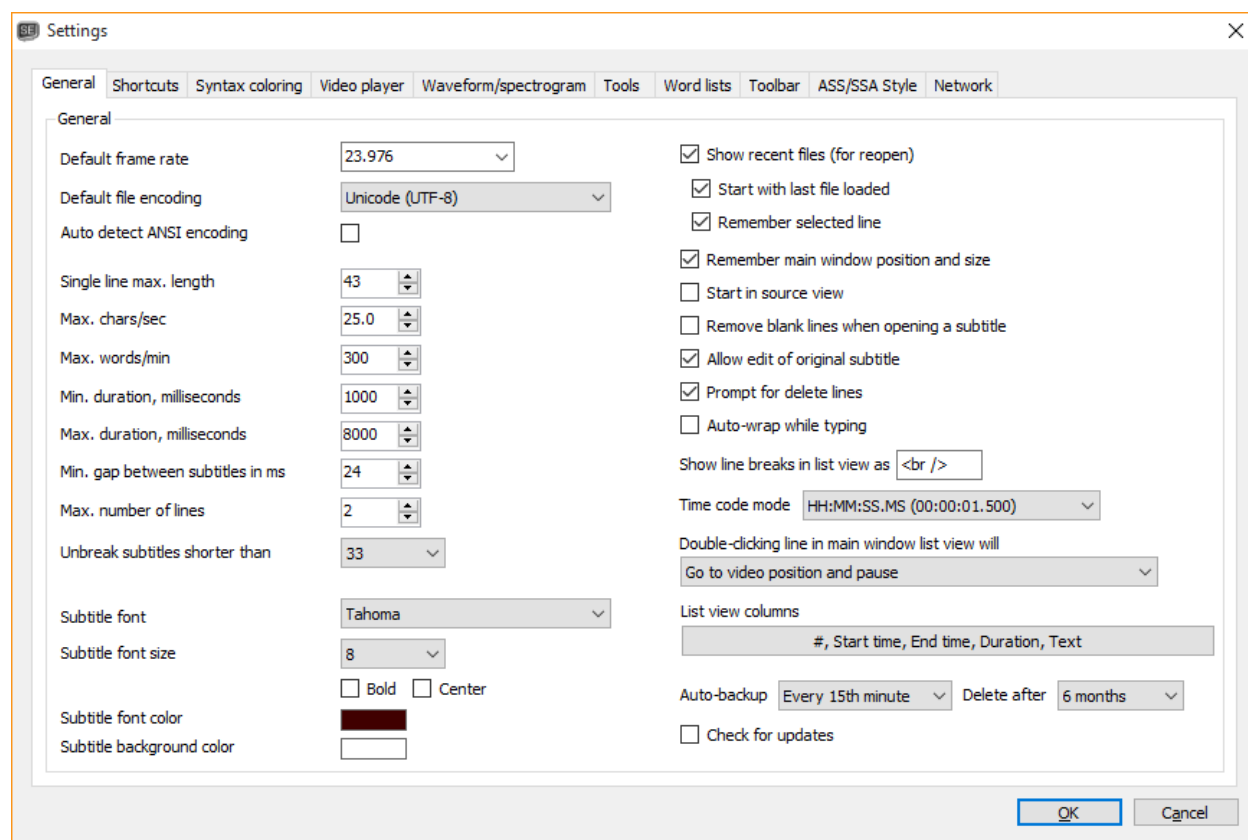 SE Settings
General Shortcuts Syntax coloring Video player Waveform/spectrogram Tools Word lists Toolbar ASS/SSA Style Network
General
Default frame rate 23.976
Default file encoding Unicode (UTF-8)
Auto detect ANSI encoding
Single line max. length 43
Max. chars/sec 25.0
Max. words/min 300
Min. duration, milliseconds 1000
Max. duration, milliseconds 8000
Min. gap between subtitles in ms 24
Max. number of lines 2
Unbreak subtitles shorter than 33
Subtitle font Tahoma
Subtitle font size 8
Bold Center
Subtitle font color
Subtitle background color
Show recent files (for reopen)
Start with last file loaded
Remember selected line
Remember main window position and size
Start in source view
Remove blank lines when opening a subtitle
Allow edit of original subtitle
Prompt for delete lines
Auto-wrap while typing
Show line breaks in list view as <br />
Time code mode HH:MM:SS.MS (00:00:01.500)
Double-clicking line in main window list view will
Go to video position and pause
List view columns
#, Start time, End time, Duration, Text
Auto-backup Every 15th minute Delete after 6 months
Check for updates
OK Cancel